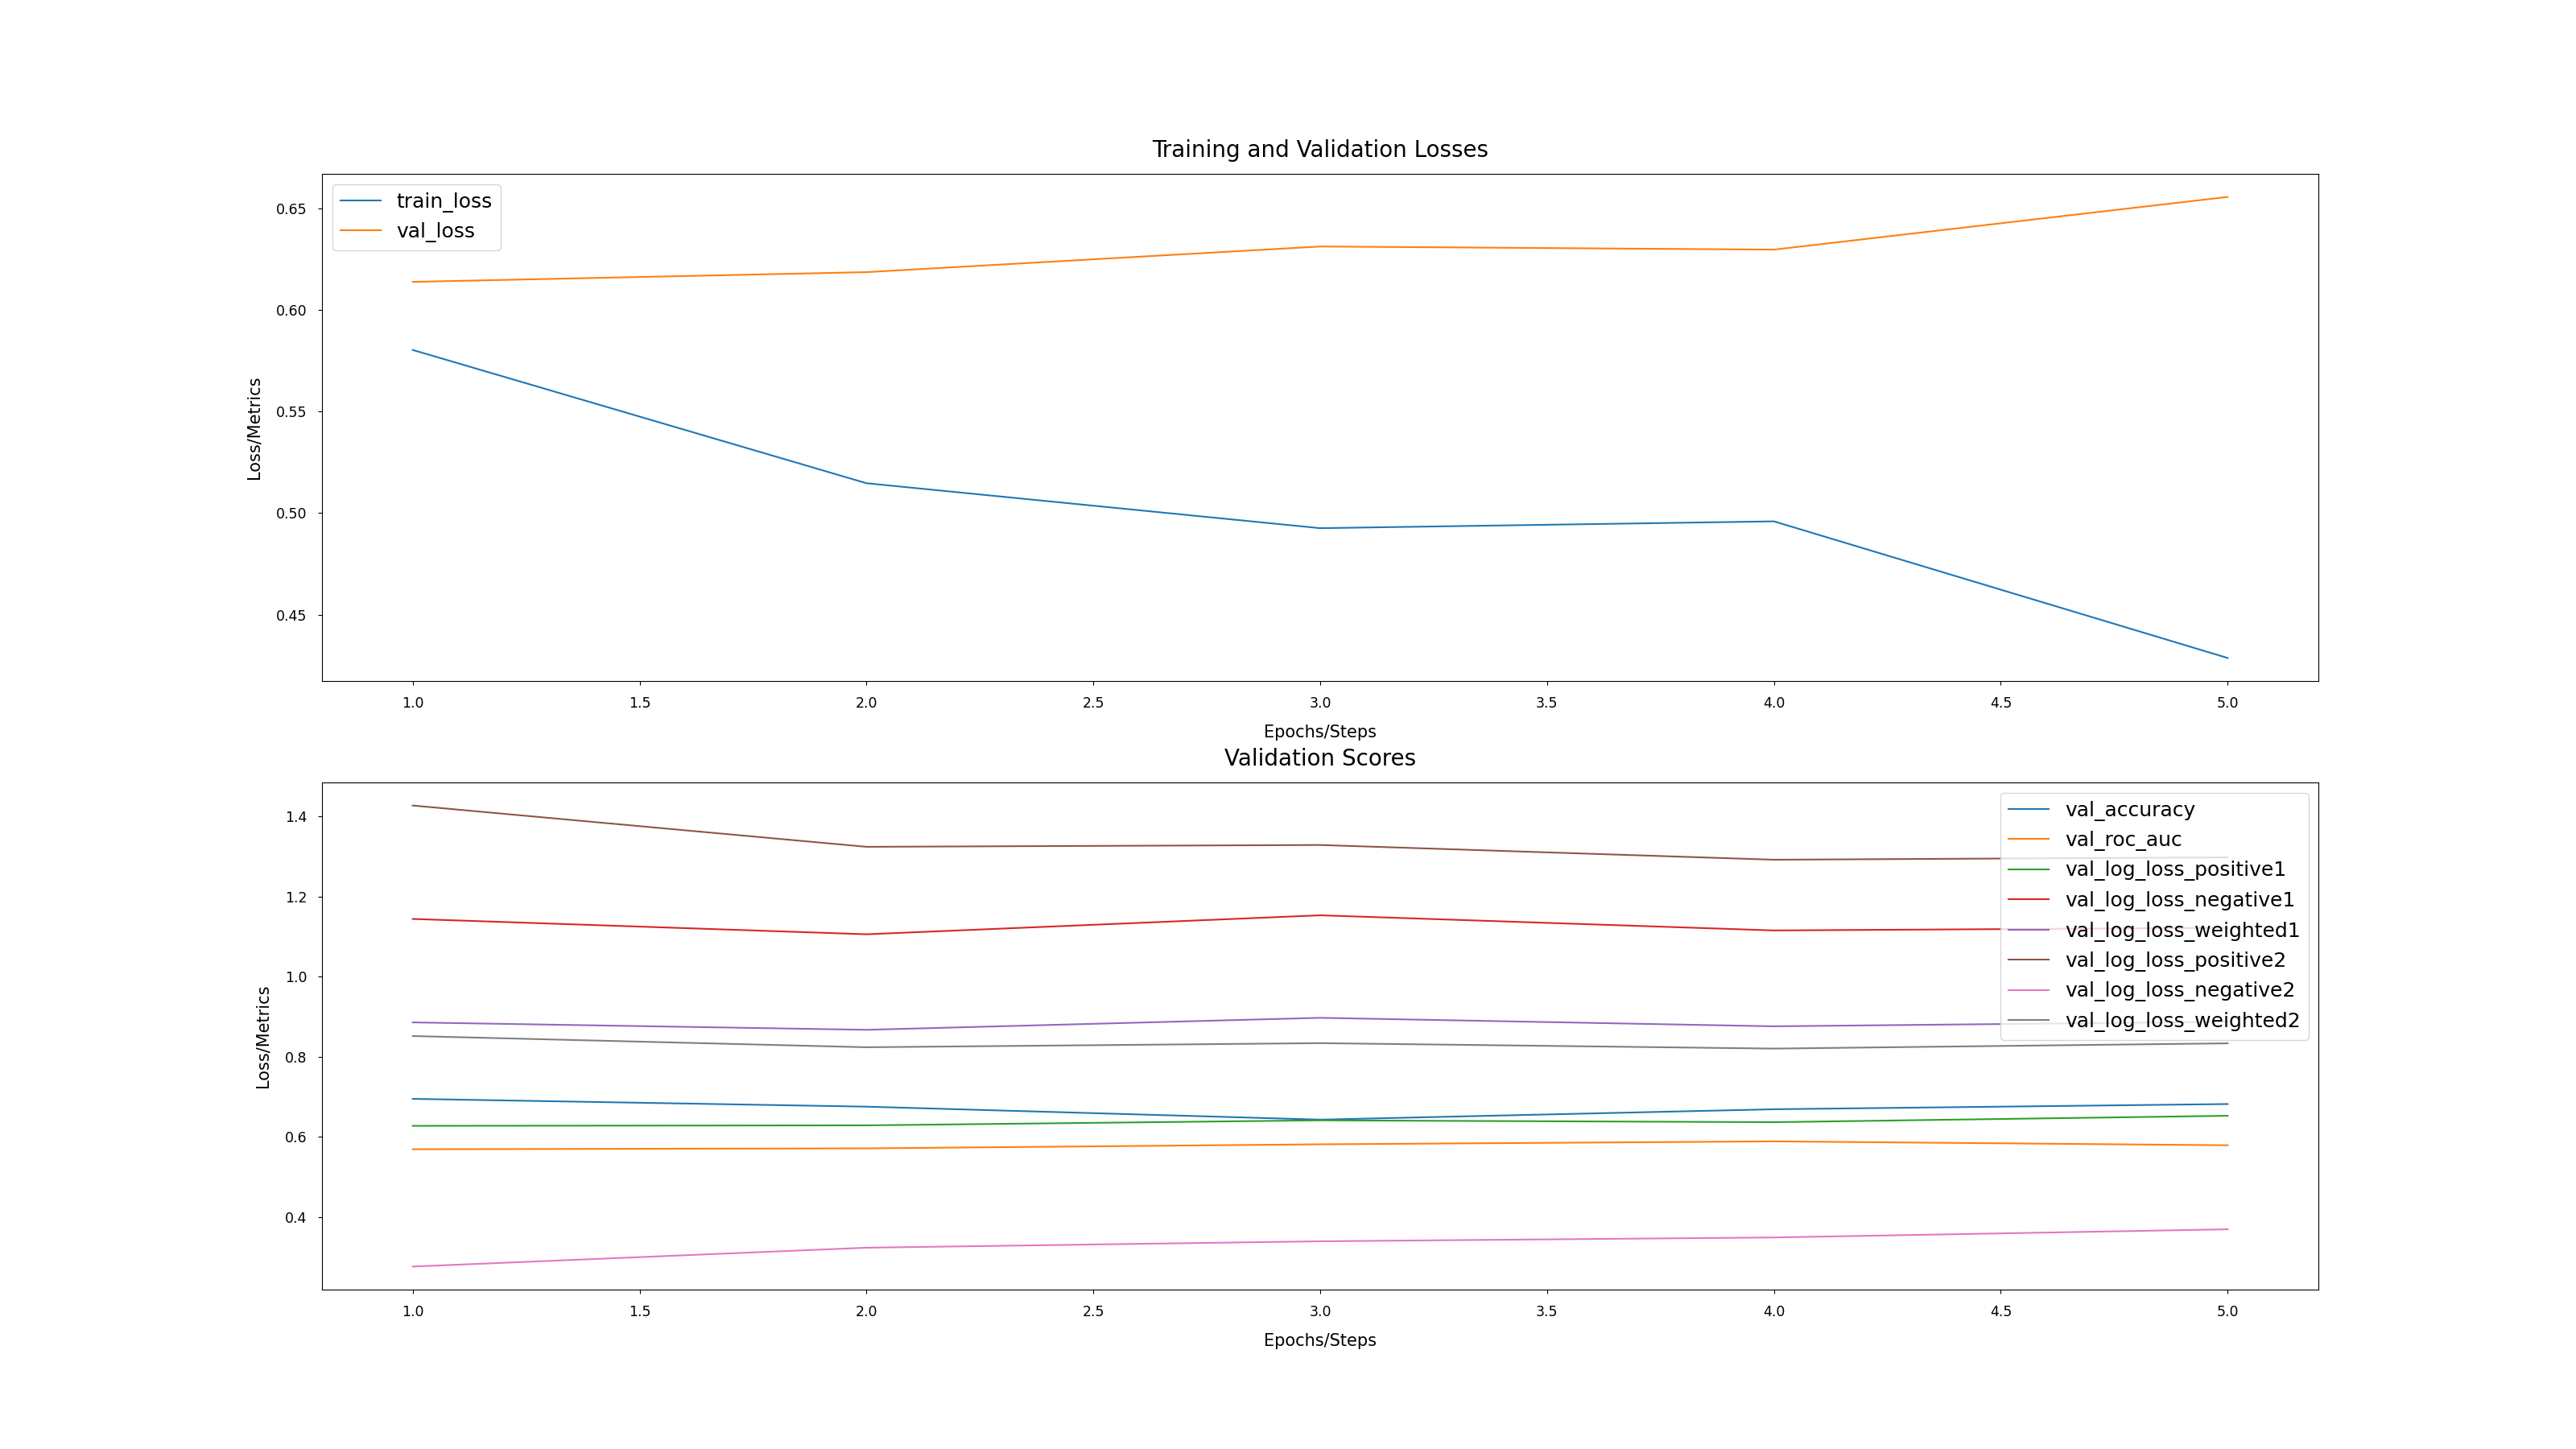 Training and Validation Losses
train_loss
val_loss
Loss/Metrics
0.65
0.60
0.55
0.50
0.45
1.0 1.5 2.0 2.5 3.0 3.5 4.0 4.5 5.0
Epochs/Steps
Validation Scores
val_accuracy
val_roc_auc
val_log_loss_positive1
val_log_loss_negative1
val_log_loss_weighted1
val_log_loss_positive2
val_log_loss_negative2
val_log_loss_weighted2
Loss/Metrics
1.4
1.2
1.0
0.8
0.6
0.4
1.0 1.5 2.0 2.5 3.0 3.5 4.0 4.5 5.0
Epochs/Steps